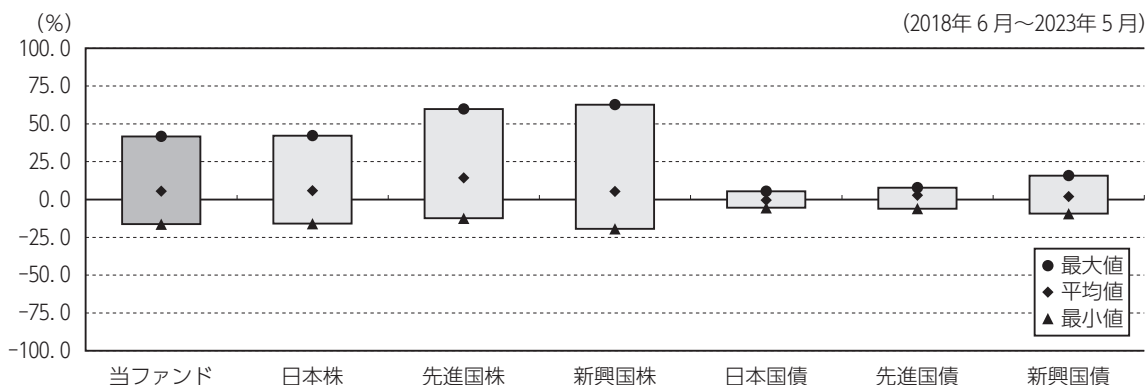 (%)
(2018年6月～2023年5月)
100.0
75.0
50.0
25.0
0.0
-25.0
-50.0
-75.0
-100.0
● 最大値
◆ 平均値
▲ 最小値
当ファンド 日本株 先進国株 新興国株 日本国債 先進国債 新興国債